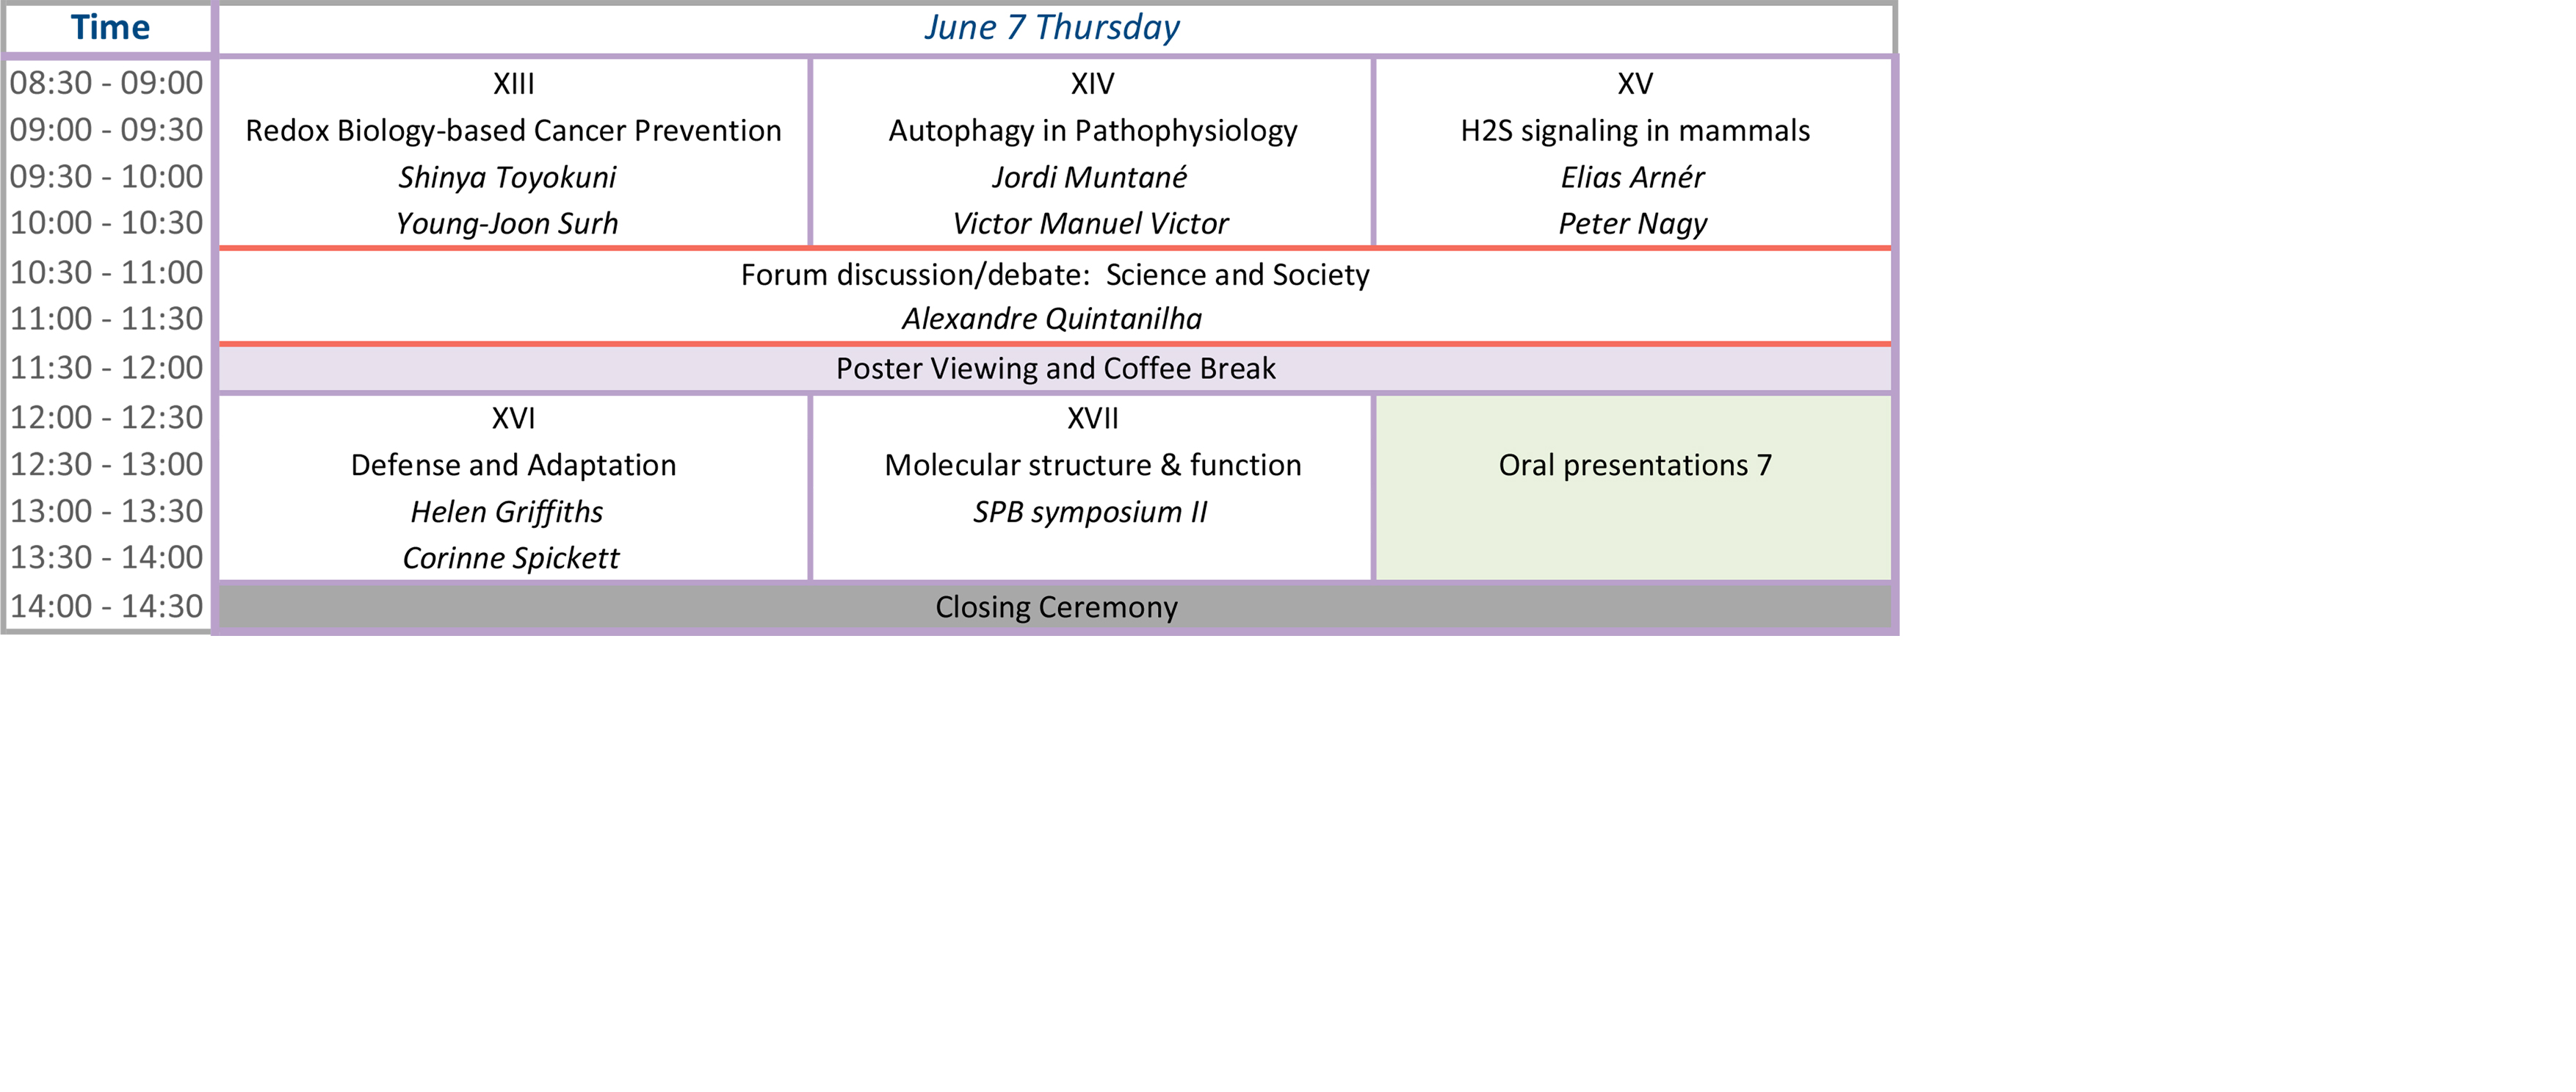 Time June 7 Thursday
08:30 - 09:00 XIII XIV XV
09:00 - 09:30 Redox Biology-based Cancer Prevention Autophagy in Pathophysiology H2S signaling in mammals
09:30 - 10:00 Shinya Toyokuni Jordi Muntané Elias Arnér
10:00 - 10:30 Young-Joon Surh Victor Manuel Victor Peter Nagy
10:30 - 11:00 Forum discussion/debate: Science and Society
11:00 - 11:30 Alexandre Quintanilha
11:30 - 12:00 Poster Viewing and Coffee Break
12:00 - 12:30 XVI XVII
12:30 - 13:00 Defense and Adaptation Molecular structure & function Oral presentations 7
13:00 - 13:30 Helen Griffiths SPB symposium II
13:30 - 14:00 Corinne Spickett
14:00 - 14:30 Closing Ceremony